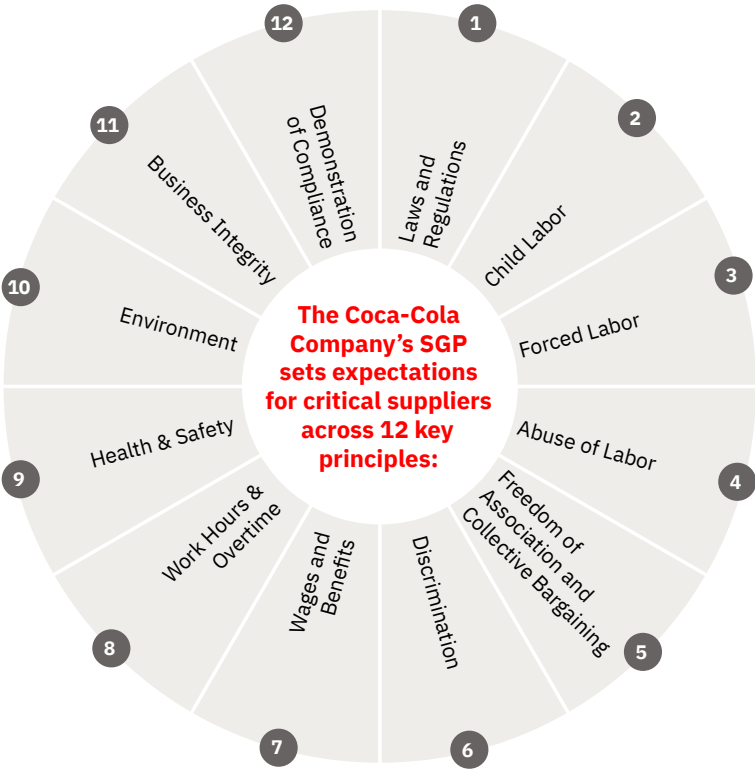 The Coca-Cola
Company’s SGP
sets expectations
for critical suppliers
across 12 key
principles:
1
Laws and
Regulations
2
Child Labor
3
Forced Labor
4
Abuse of Labor
5
Freedom of
Association and
Collective Bargaining
6
Discrimination
7
Wages and
Benefits
8
Work Hours &
Overtime
9
Health & Safety
10
Environment
11
Business Integrity
12
Demonstration
of Compliance